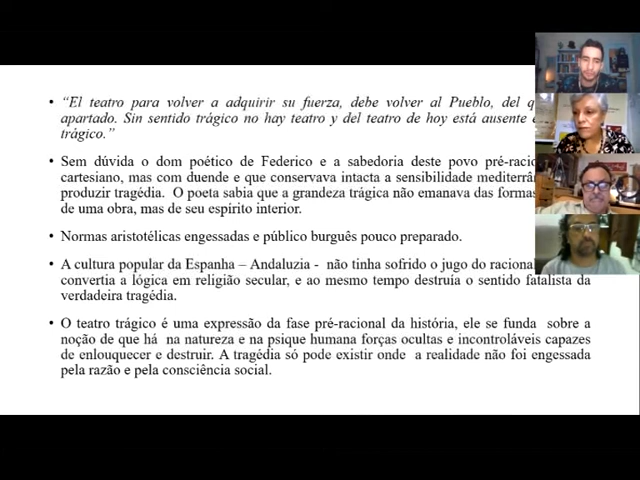 • “El teatro para volver a adquirir su fuerza, debe volver al Pueblo, del q
apartado. Sin sentido trágico no hay teatro y del teatro de hoy está ausente e
trágico.”
• Sem dúvida o dom poético de Federico e a sabedoria deste povo pré-racio
cartesiano, mas com duende e que conservava intacta a sensibilidade mediterrâ
produzir tragédia. O poeta sabia que a grandeza trágica não emanava das formas
de uma obra, mas de seu espírito interior.
• Normas aristotélicas engessadas e público burguês pouco preparado.
• A cultura popular da Espanha – Andaluzia - não tinha sofrido o jugo do racional
convertia a lógica em religião secular, e ao mesmo tempo destruía o sentido fatalista da
verdadeira tragédia.
• O teatro trágico é uma expressão da fase pré-racional da história, ele se funda sobre a
noção de que há na natureza e na psique humana forças ocultas e incontroláveis capazes
de enlouquecer e destruir. A tragédia só pode existir onde a realidade não foi engessada
pela razão e pela consciência social.